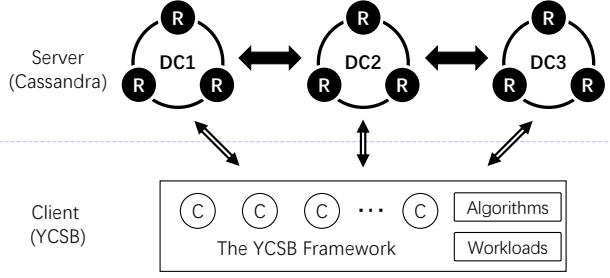 R R R
Server
(Cassandra)
DC1 DC2 DC3
R R R R R R
Client
(YCSB)
C C C ··· C
The YCSB Framework
Algorithms
Workloads